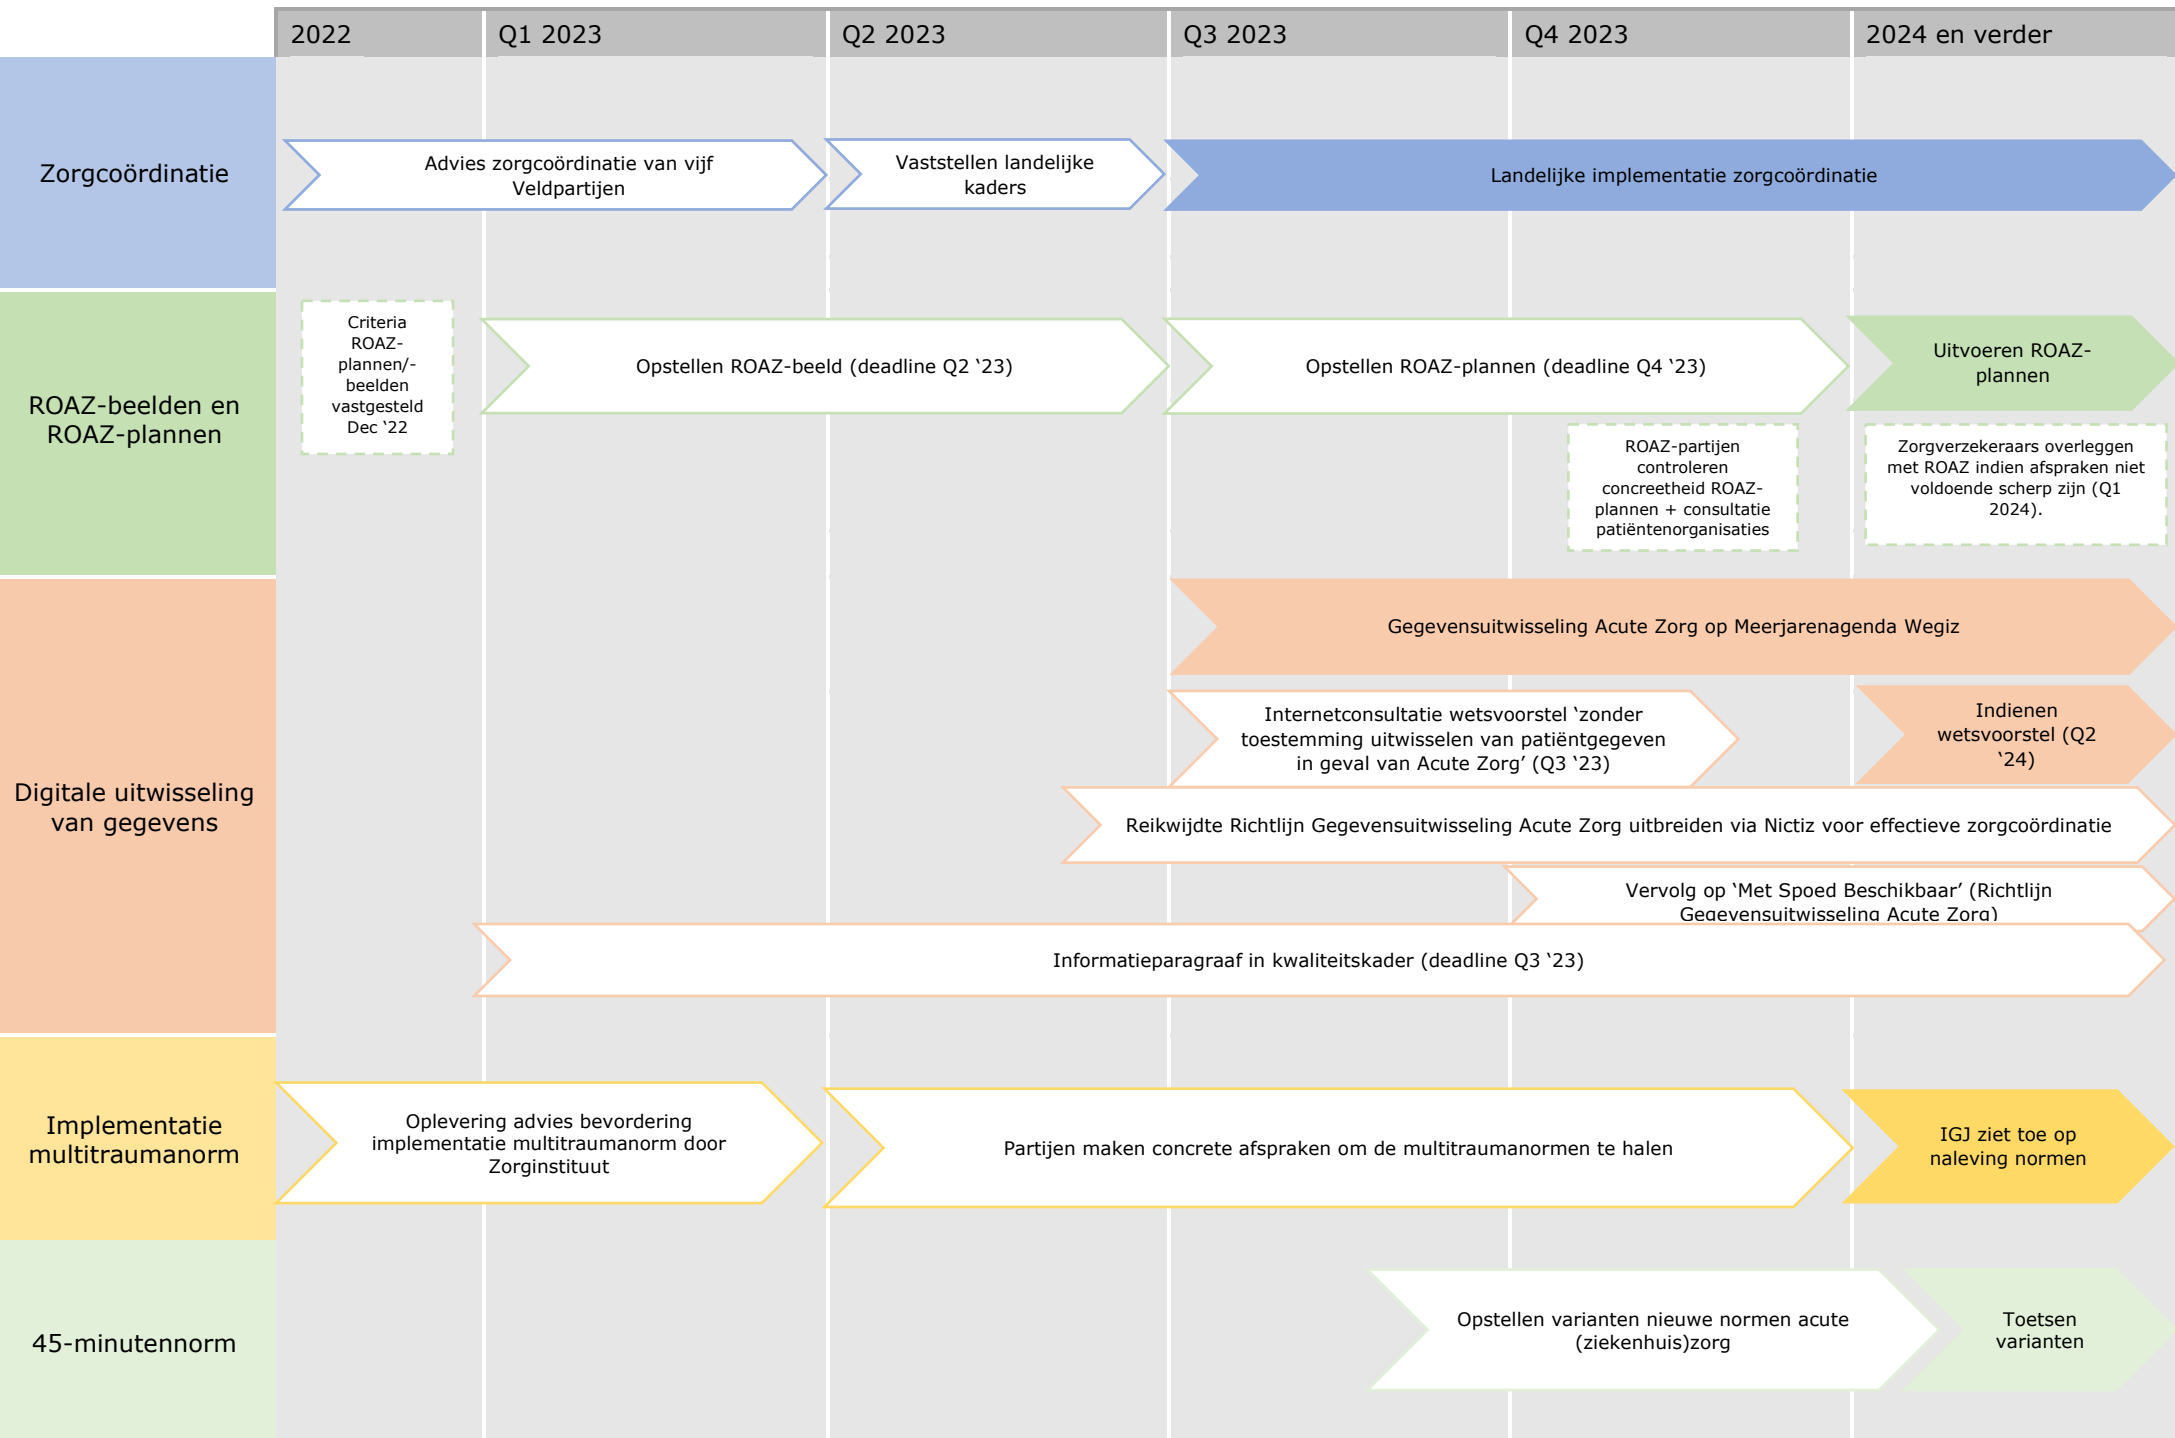 2022
Q1 2023
Q2 2023
Q3 2023
Q4 2023
2024 en verder
Zorgcoördinatie
Advies zorgcoördinatie van vijf
Veldpartijen
Vaststellen landelijke
kaders
Landelijke implementatie zorgcoördinatie
ROAZ-beelden en
ROAZ-plannen
Criteria
ROAZ-
plannen/-
beelden
vastgesteld
Dec ‘22
Opstellen ROAZ-beeld (deadline Q2 ‘23)
Opstellen ROAZ-plannen (deadline Q4 ‘23)
Uitvoeren ROAZ-
plannen
ROAZ-partijen
controleren
concreetheid ROAZ-
plannen + consultatie
patiëntenorganisaties
Zorgverzekeraars overleggen
met ROAZ indien afspraken niet
voldoende scherp zijn (Q1
2024).
Digitale uitwisseling
van gegevens
Gegevensuitwisseling Acute Zorg op Meerjarenagenda Wegiz
Internetconsultatie wetsvoorstel ‘zonder
toestemming uitwisselen van patiëntgegeven
in geval van Acute Zorg’ (Q3 ‘23)
Indienen
wetsvoorstel (Q2
‘24)
Reikwijdte Richtlijn Gegevensuitwisseling Acute Zorg uitbreiden via Nictiz voor effectieve zorgcoördinatie
Vervolg op ‘Met Spoed Beschikbaar’ (Richtlijn
Gegevensuitwisseling Acute Zorg)
Informatieparagraaf in kwaliteitskader (deadline Q3 ‘23)
Implementatie
multitraumanorm
Oplevering advies bevordering
implementatie multitraumanorm door
Zorginstituut
Partijen maken concrete afspraken om de multitraumanormen te halen
IGJ ziet toe op
naleving normen
45-minutennorm
Opstellen varianten nieuwe normen acute
(ziekenhuis)zorg
Toetsen
varianten